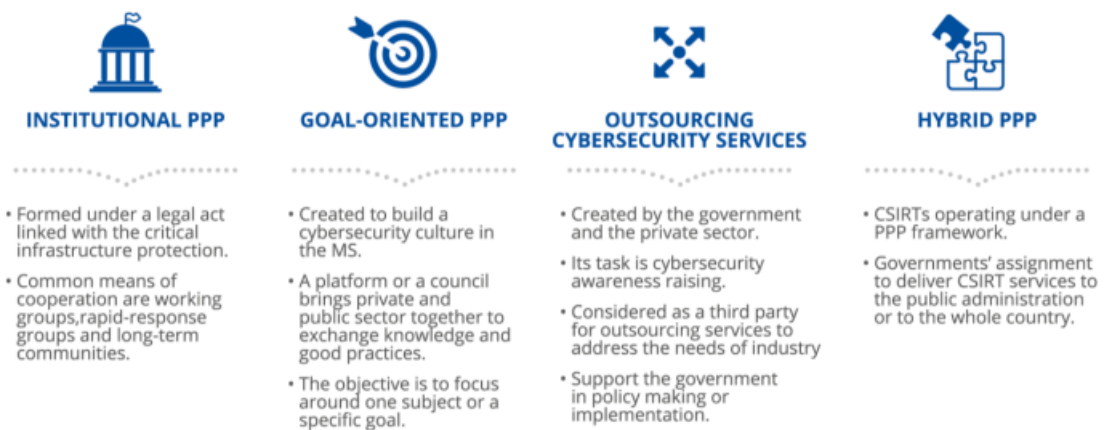 INSTITUTIONAL PPP
• Formed under a legal act
linked with the critical
infrastructure protection.
• Common means of
cooperation are working
groups,rapid-response
groups and long-term
communities.
GOAL-ORIENTED PPP
• Created to build a
cybersecurity culture in
the MS.
• A platform or a council
brings private and
public sector together to
exchange knowledge and
good practices.
• The objective is to focus
around one subject or a
specific goal.
OUTSOURCING
CYBERSECURITY SERVICES
• Created by the government
and the private sector.
• Its task is cybersecurity
awareness raising.
• Considered as a third party
for outsourcing services to
address the needs of industry
• Support the government
in policy making or
implementation.
HYBRID PPP
• CSIRTs operating under a
PPP framework.
• Governments’ assignment
to deliver CSIRT services to
the public administration
or to the whole country.